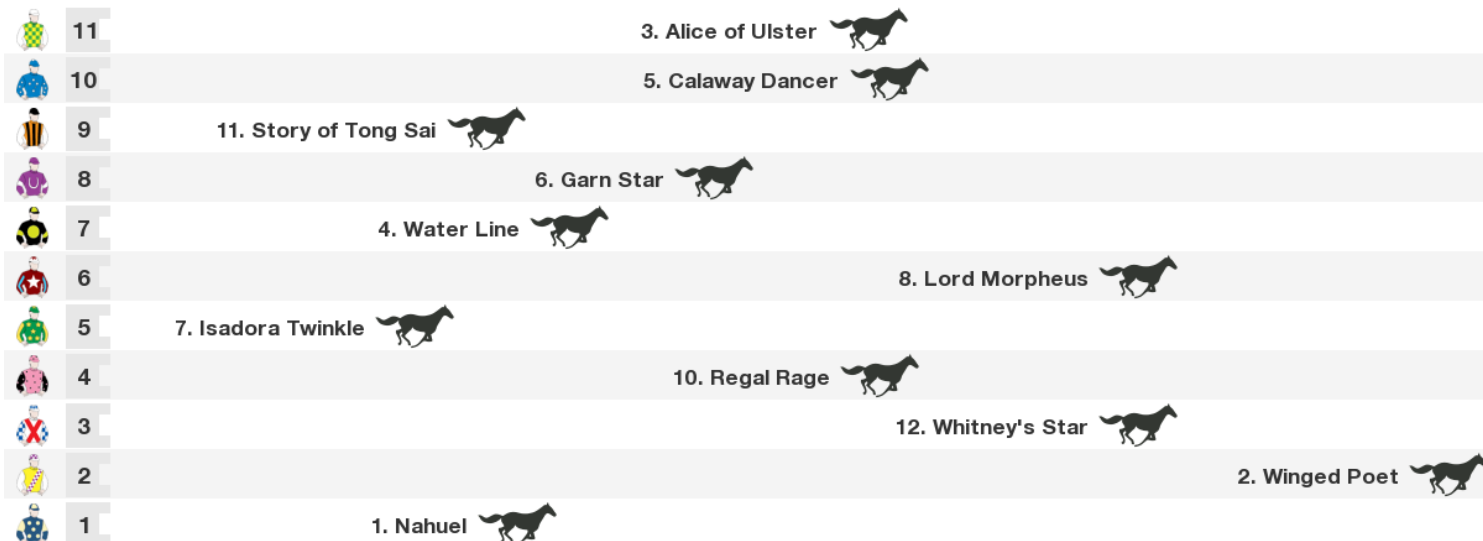 11 3. Alice of Ulster
10 5. Calaway Dancer
9 11. Story of Tong Sai
8 6. Garn Star
7 4. Water Line
6 8. Lord Morpheus
5 7. Isadora Twinkle
4 10. Regal Rage
3 12. Whitney's Star
2 2. Winged Poet
1 1. Nahuel